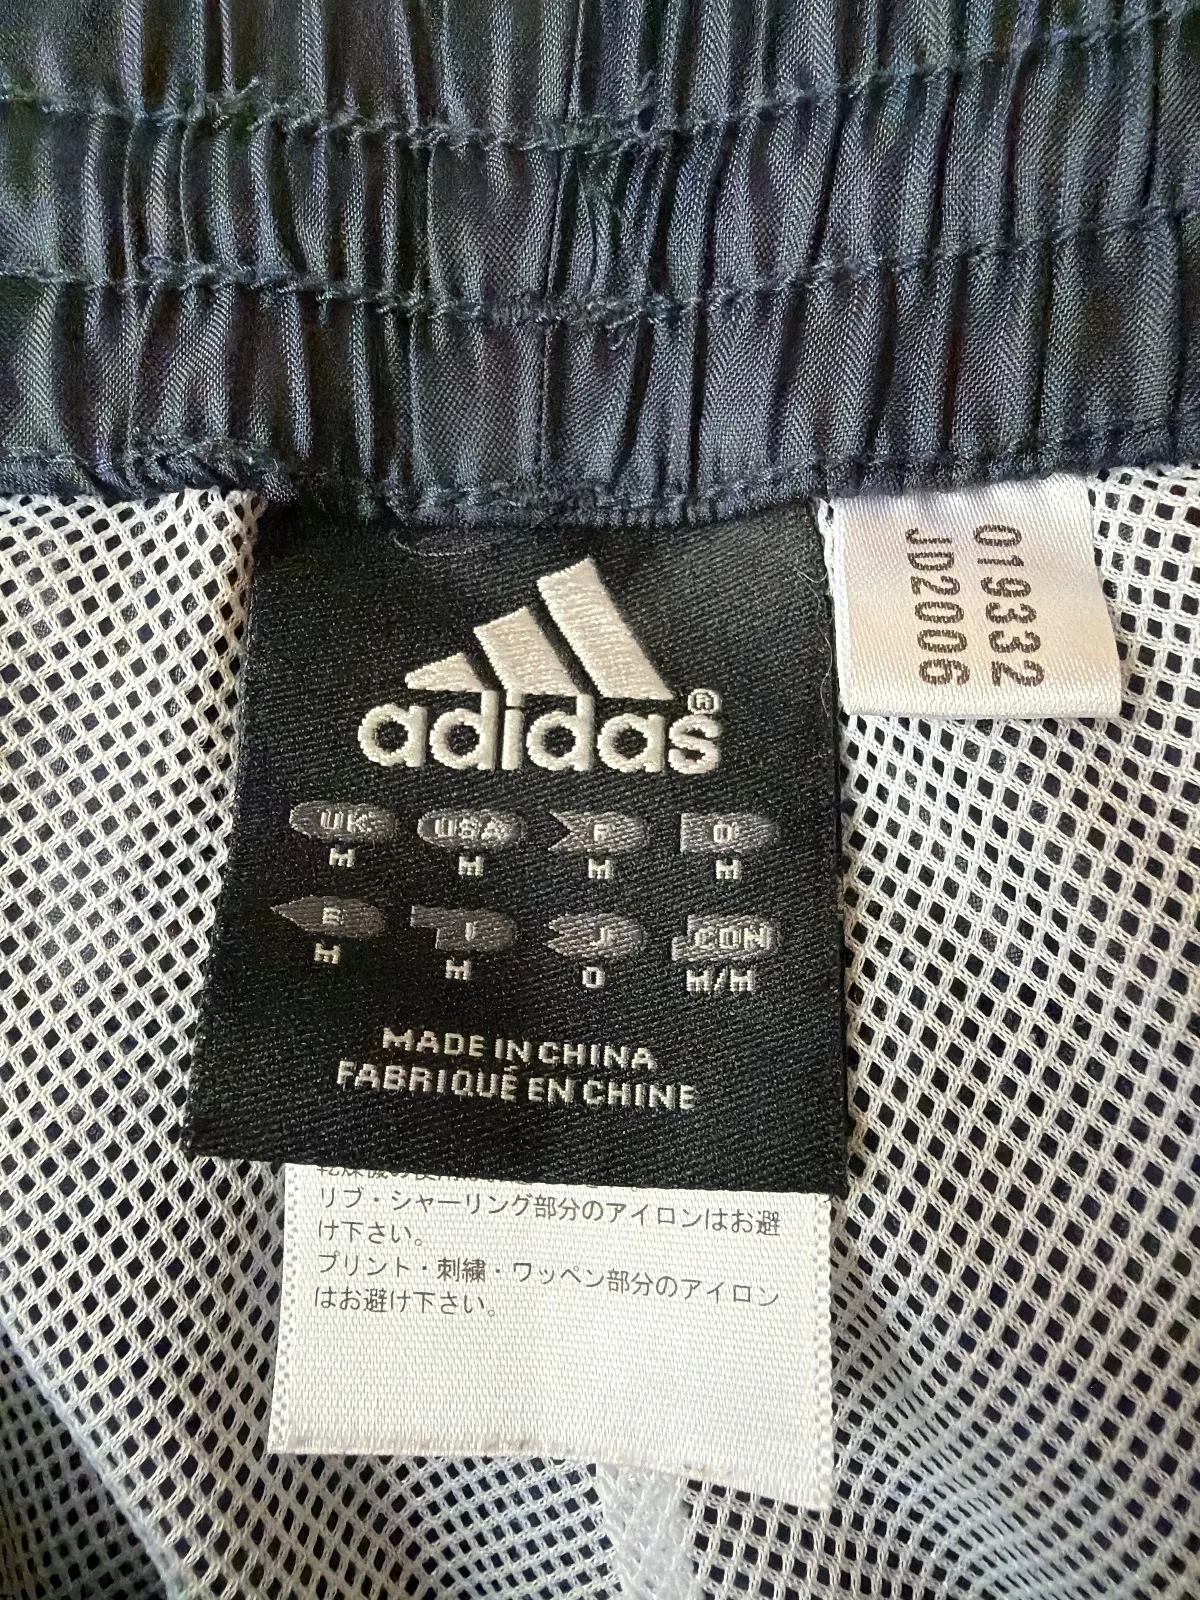 adidas®
UK USA F D
M M M M
E I J CDN
M M O M/M
MADE IN CHINA
FABRIQUÉ EN CHINE
019332
JD2006
リブ・シャーリング部分のアイロンはお避
け下さい。
プリント・刺繍・ワッペン部分のアイロン
はお避け下さい。